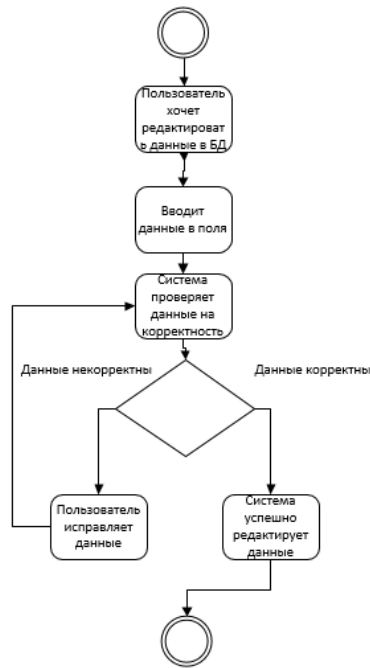 Пользователь
хочет
редактироват
ь данные в БД
Вводит
данные в поля
Система
проверяет
данные на
корректность
Данные некорректны
Данные корректны
Пользователь
исправляет
данные
Система
успешно
редактирует
данные